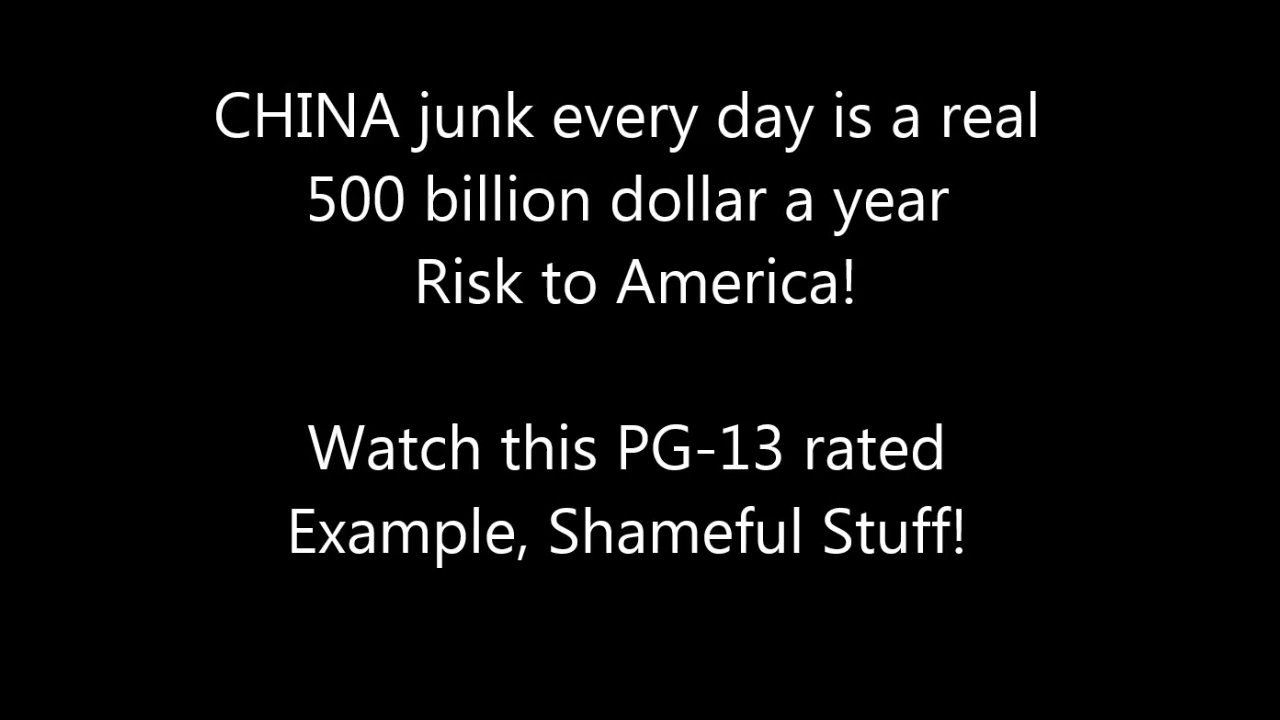 CHINA junk every day is a real
500 billion dollar a year
Risk to America!
Watch this PG-13 rated
Example, Shameful Stuff!